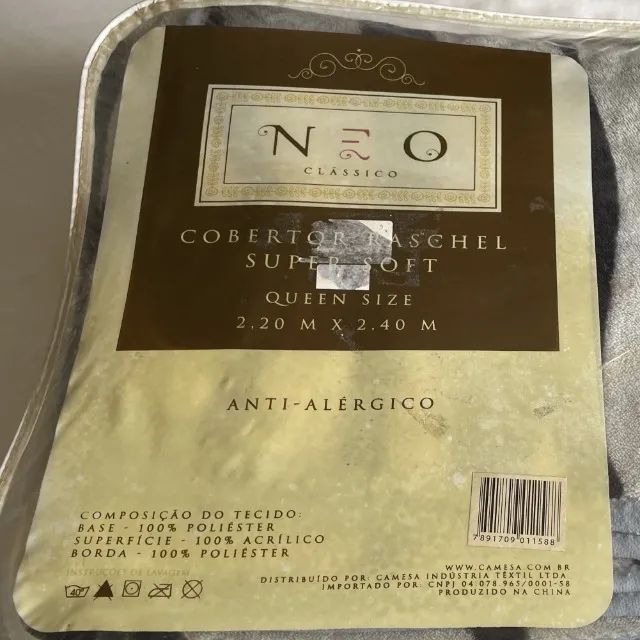 NEO
CLÁSSICO
COBERTOR RASCHEL
SUPER SOFT
QUEEN SIZE
2,20 M X 2.40 M
ANTI-ALÉRGICO
COMPOSIÇÃO DO TECIDO:
BASE - 100% POLIÉSTER
SUPERFÍCIE - 100% ACRÍLICO
BORDA - 100% POLIÉSTER
INSTRUÇÕES DE LAVAGEM
40°
7891709011588
WWW.CAMESA.COM.BR
DISTRIBUÍDO POR: CAMESA INDÚSTRIA TÊXTIL LTDA.
IMPORTADO POR: CNPJ 04.078.965/0001-58
PRODUZIDO NA CHINA